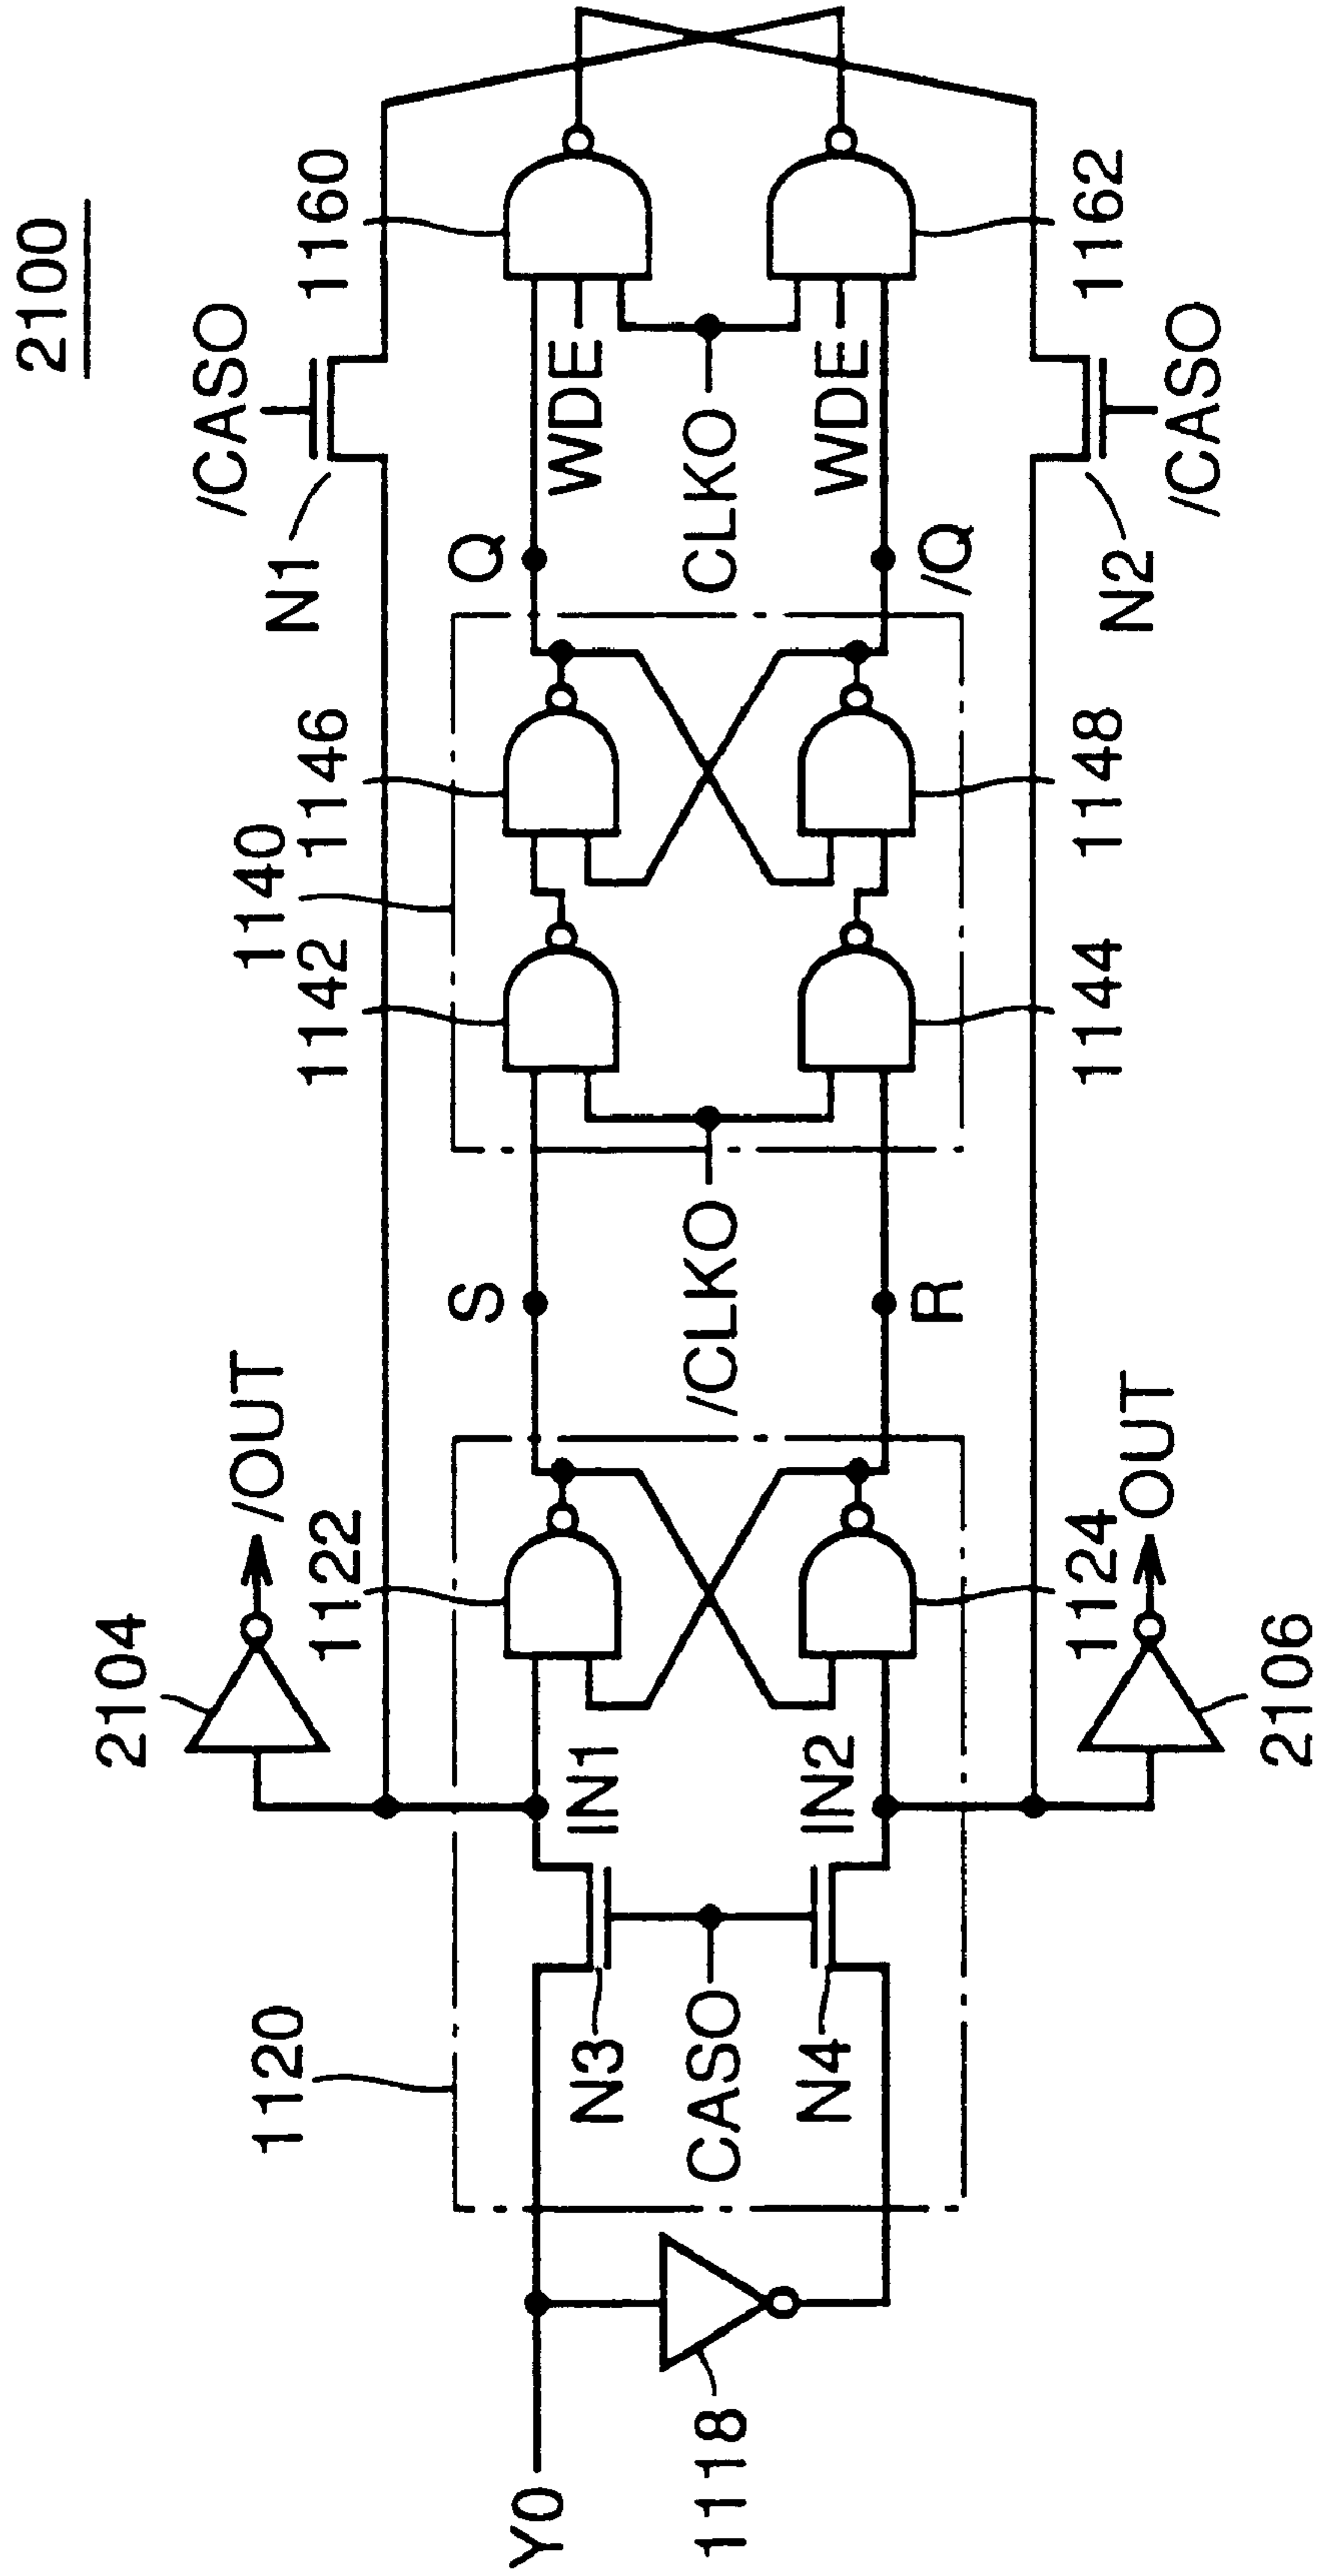 2100
/CASO
/CASO
N1
N2
1160
1162
WDE
WDE
CLKO
Q
/Q
1140
1146
1148
1142
1144
S
R
/CLKO
/OUT
OUT
2104
2106
1122
1124
IN1
IN2
1120
N3
N4
CASO
1118
Y0